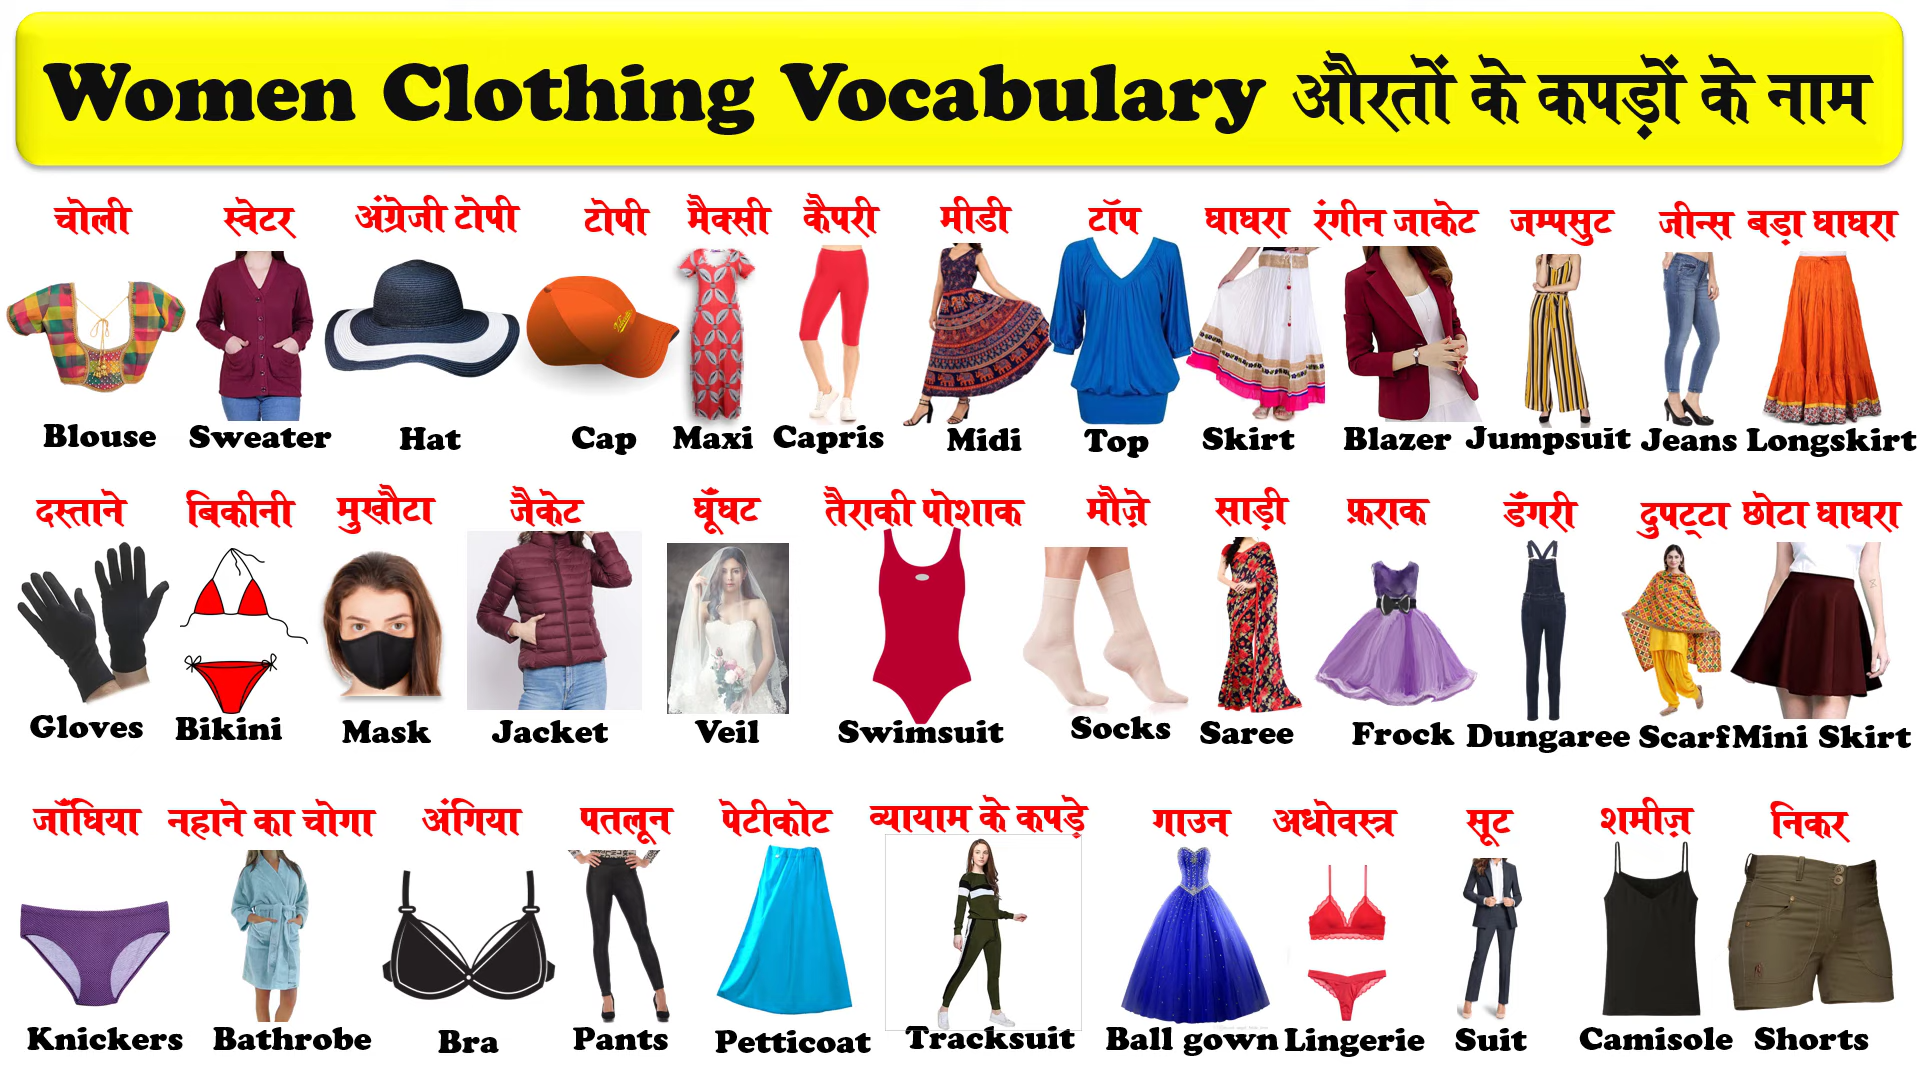 Women Clothing Vocabulary औरतों के कपड़ों के नाम
चोली स्वेटर अंग्रेजी टोपी टोपी मैक्सी कैपरी मीडी टॉप घाघरा रंगीन जाकेट जम्पसुट जीन्स बड़ा घाघरा
Blouse Sweater Hat Cap Maxi Capris Midi Top Skirt Blazer Jumpsuit Jeans Longskirt
दस्ताने बिकीनी मुखौटा जैकेट घूँघट तैराकी पोशाक मौज़े साड़ी फ़राक डँगरी दुपट्टा छोटा घाघरा
Gloves Bikini Mask Jacket Veil Swimsuit Socks Saree Frock Dungaree Scarf Mini Skirt
जाँघिया नहाने का चोगा अंगिया पतलून पेटीकोट व्यायाम के कपड़े गाउन अधोवस्त्र सूट शमीज़ निकर
Knickers Bathrobe Bra Pants Petticoat Tracksuit Ball gown Lingerie Suit Camisole Shorts